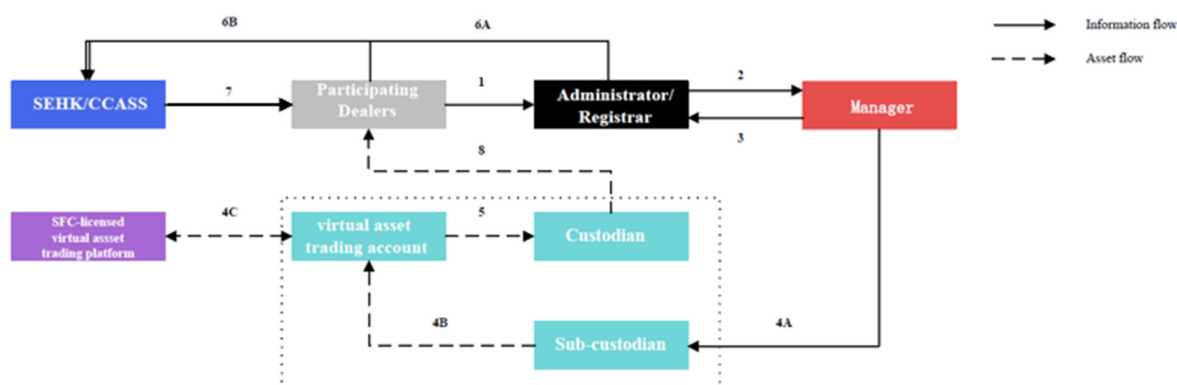 6B
6A
Information flow
Asset flow
SEHK/CCASS
7
Participating
Dealers
1
Administrator/
Registrar
2
3
Manager
8
SFC-licensed
virtual assset
trading platform
4C
virtual asset
trading account
5
Custodian
4B
Sub-custodian
4A